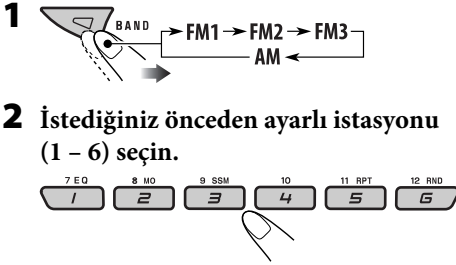 1 BAND FM1 FM2 FM3
AM
2 İstediğiniz önceden ayarlı istasyonu
(1 – 6) seçin.
7 EQ 8 MO 9 SSM 10 11 RPT 12 RND
1 2 3 4 5 6